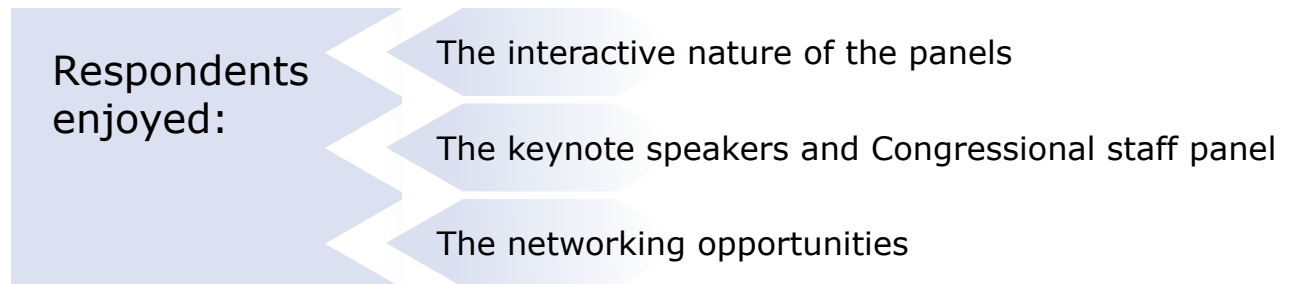 Respondents
enjoyed:
The interactive nature of the panels
The keynote speakers and Congressional staff panel
The networking opportunities